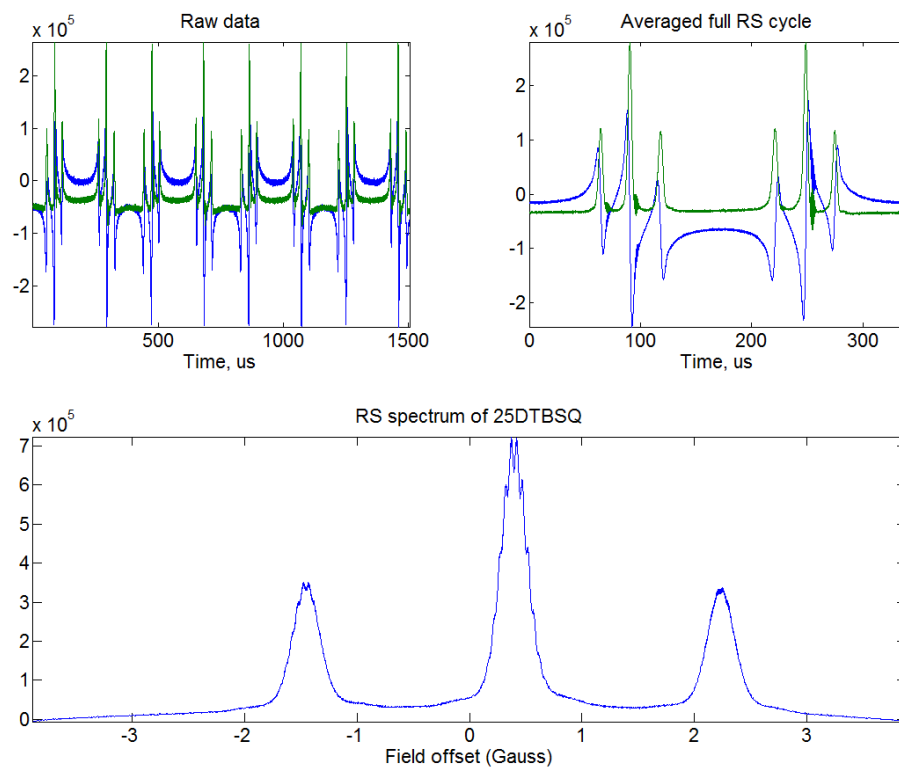 Raw data
x 10^5
2
1
0
-1
-2
500 1000 1500
Time, us
Averaged full RS cycle
x 10^5
2
1
0
-1
-2
0 100 200 300
Time, us
RS spectrum of 25DTBSQ
x 10^5
7
6
5
4
3
2
1
0
-3 -2 -1 0 1 2 3
Field offset (Gauss)